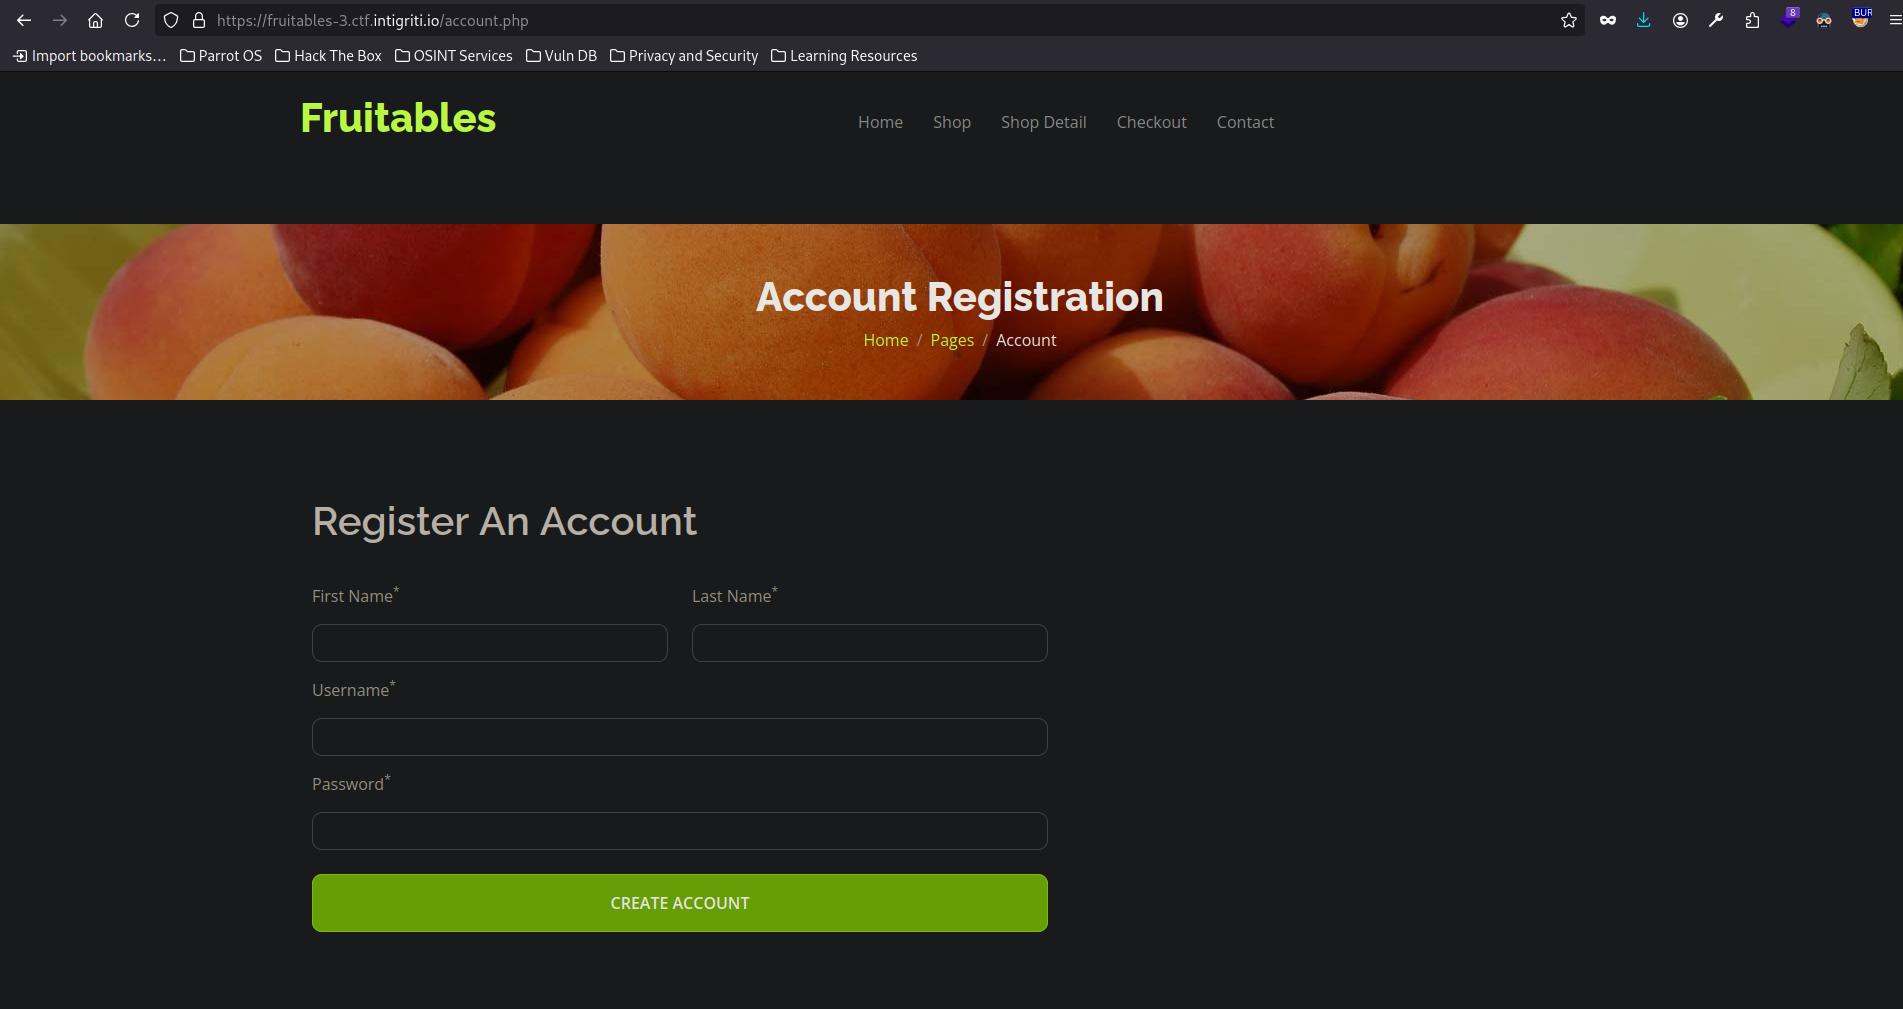 https://fruitables-3.ctf.intigriti.io/account.php
8
BUR
Import bookmarks... Parrot OS Hack The Box OSINT Services Vuln DB Privacy and Security Learning Resources
Fruitables
Home Shop Shop Detail Checkout Contact
Account Registration
Home / Pages / Account
Register An Account
First Name* Last Name*
Username*
Password*
CREATE ACCOUNT